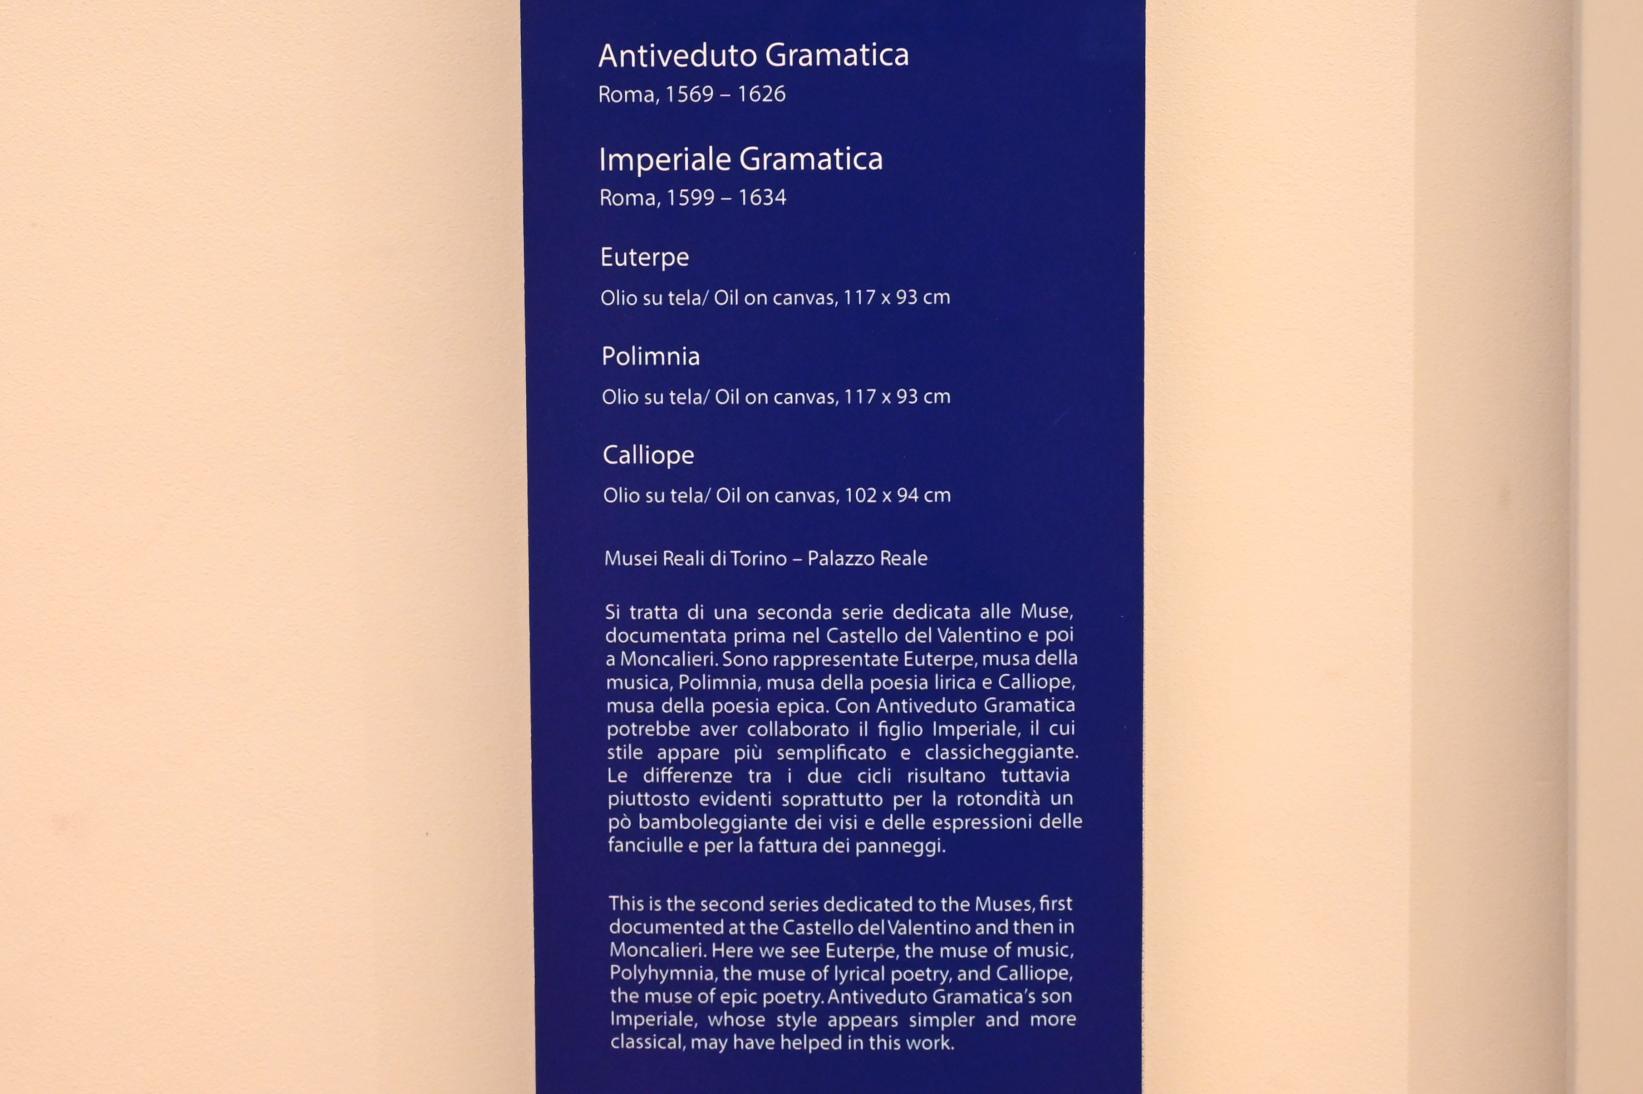 Antiveduto Gramatica
Roma, 1569 – 1626
Imperiale Gramatica
Roma, 1599 – 1634
Euterpe
Olio su tela/ Oil on canvas, 117 x 93 cm
Polimnia
Olio su tela/ Oil on canvas, 117 x 93 cm
Calliope
Olio su tela/ Oil on canvas, 102 x 94 cm
Musei Reali di Torino – Palazzo Reale
Si tratta di una seconda serie dedicata alle Muse,
documentata prima nel Castello del Valentino e poi
a Moncalieri. Sono rappresentate Euterpe, musa della
musica, Polimnia, musa della poesia lirica e Calliope,
musa della poesia epica. Con Antiveduto Gramatica
potrebbe aver collaborato il figlio Imperiale, il cui
stile appare più semplificato e classicheggiante.
Le differenze tra i due cicli risultano tuttavia
piuttosto evidenti soprattutto per la rotondità un
pò bamboleggiante dei visi e delle espressioni delle
fanciulle e per la fattura dei panneggi.
This is the second series dedicated to the Muses, first
documented at the Castello del Valentino and then in
Moncalieri. Here we see Euterpe, the muse of music,
Polyhymnia, the muse of lyrical poetry, and Calliope,
the muse of epic poetry. Antiveduto Gramatica's son
Imperiale, whose style appears simpler and more
classical, may have helped in this work.